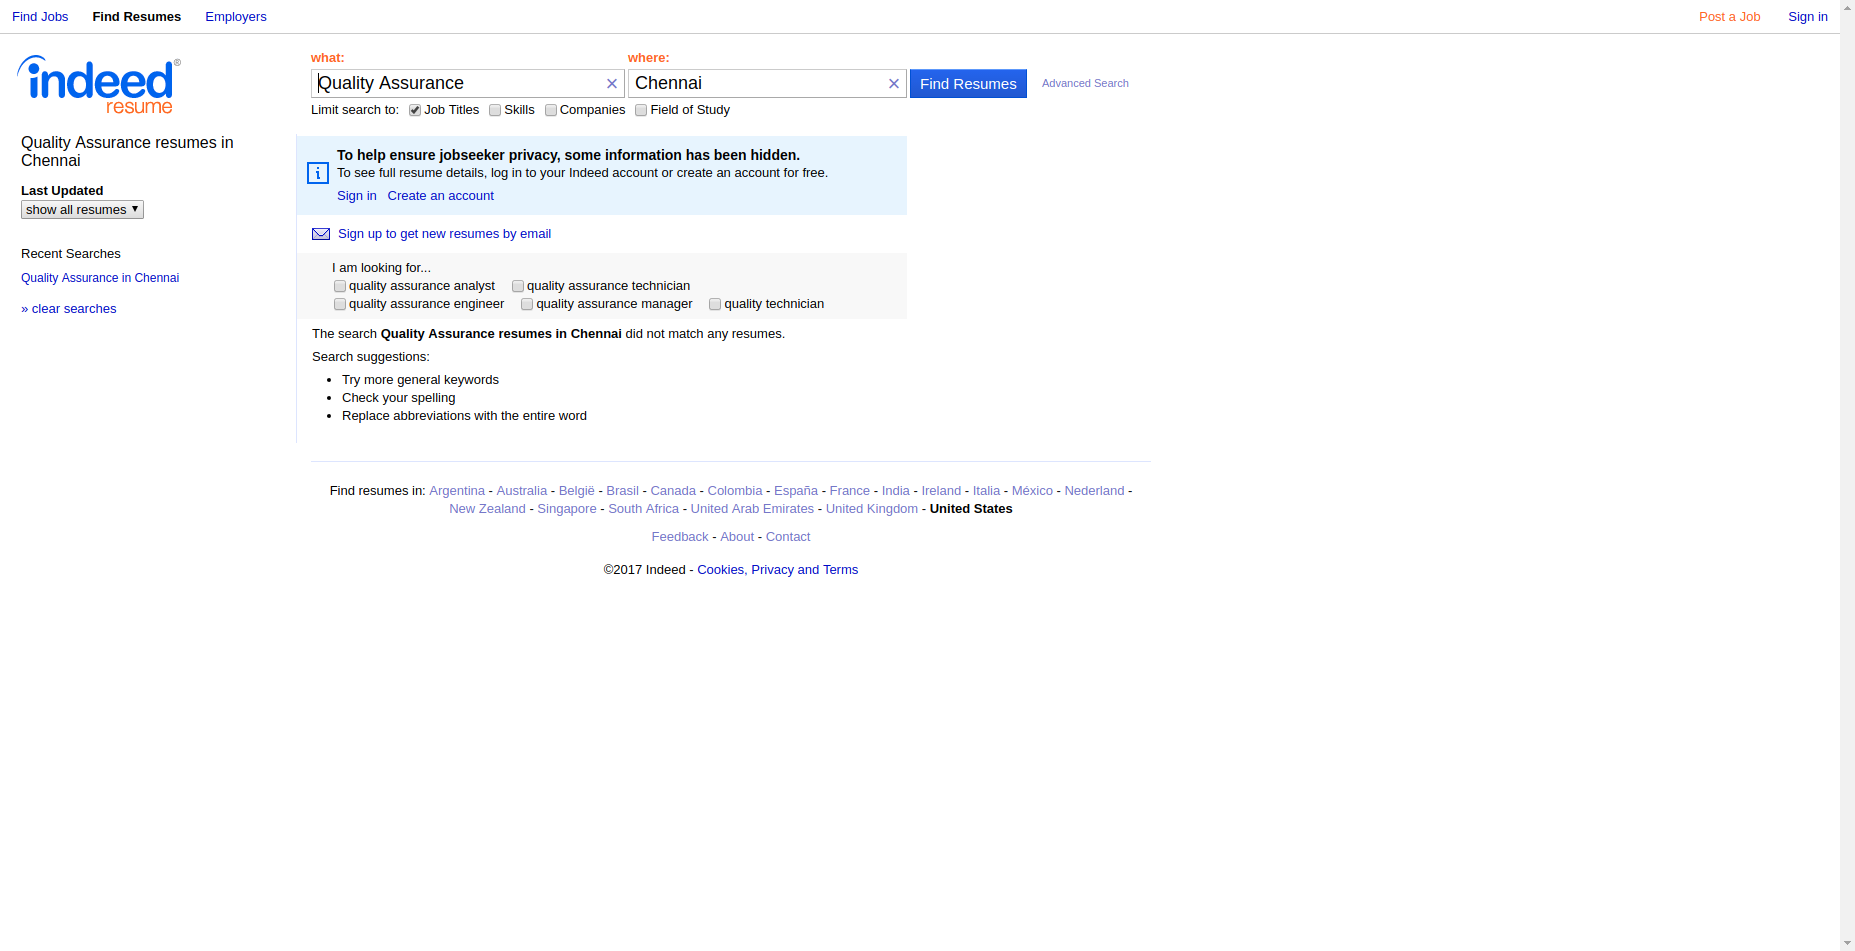 Find Jobs Find Resumes Employers Post a Job Sign in
indeed®
resume
what: where:
Quality Assurance × Chennai × Find Resumes Advanced Search
Limit search to: Job Titles Skills Companies Field of Study
Quality Assurance resumes in
Chennai
Last Updated
show all resumes
Recent Searches
Quality Assurance in Chennai
» clear searches
To help ensure jobseeker privacy, some information has been hidden.
To see full resume details, log in to your Indeed account or create an account for free.
Sign in Create an account
Sign up to get new resumes by email
I am looking for...
quality assurance analyst quality assurance technician
quality assurance engineer quality assurance manager quality technician
The search Quality Assurance resumes in Chennai did not match any resumes.
Search suggestions:
• Try more general keywords
• Check your spelling
• Replace abbreviations with the entire word
Find resumes in: Argentina - Australia - België - Brasil - Canada - Colombia - España - France - India - Ireland - Italia - México - Nederland -
New Zealand - Singapore - South Africa - United Arab Emirates - United Kingdom - United States
Feedback - About - Contact
©2017 Indeed - Cookies, Privacy and Terms